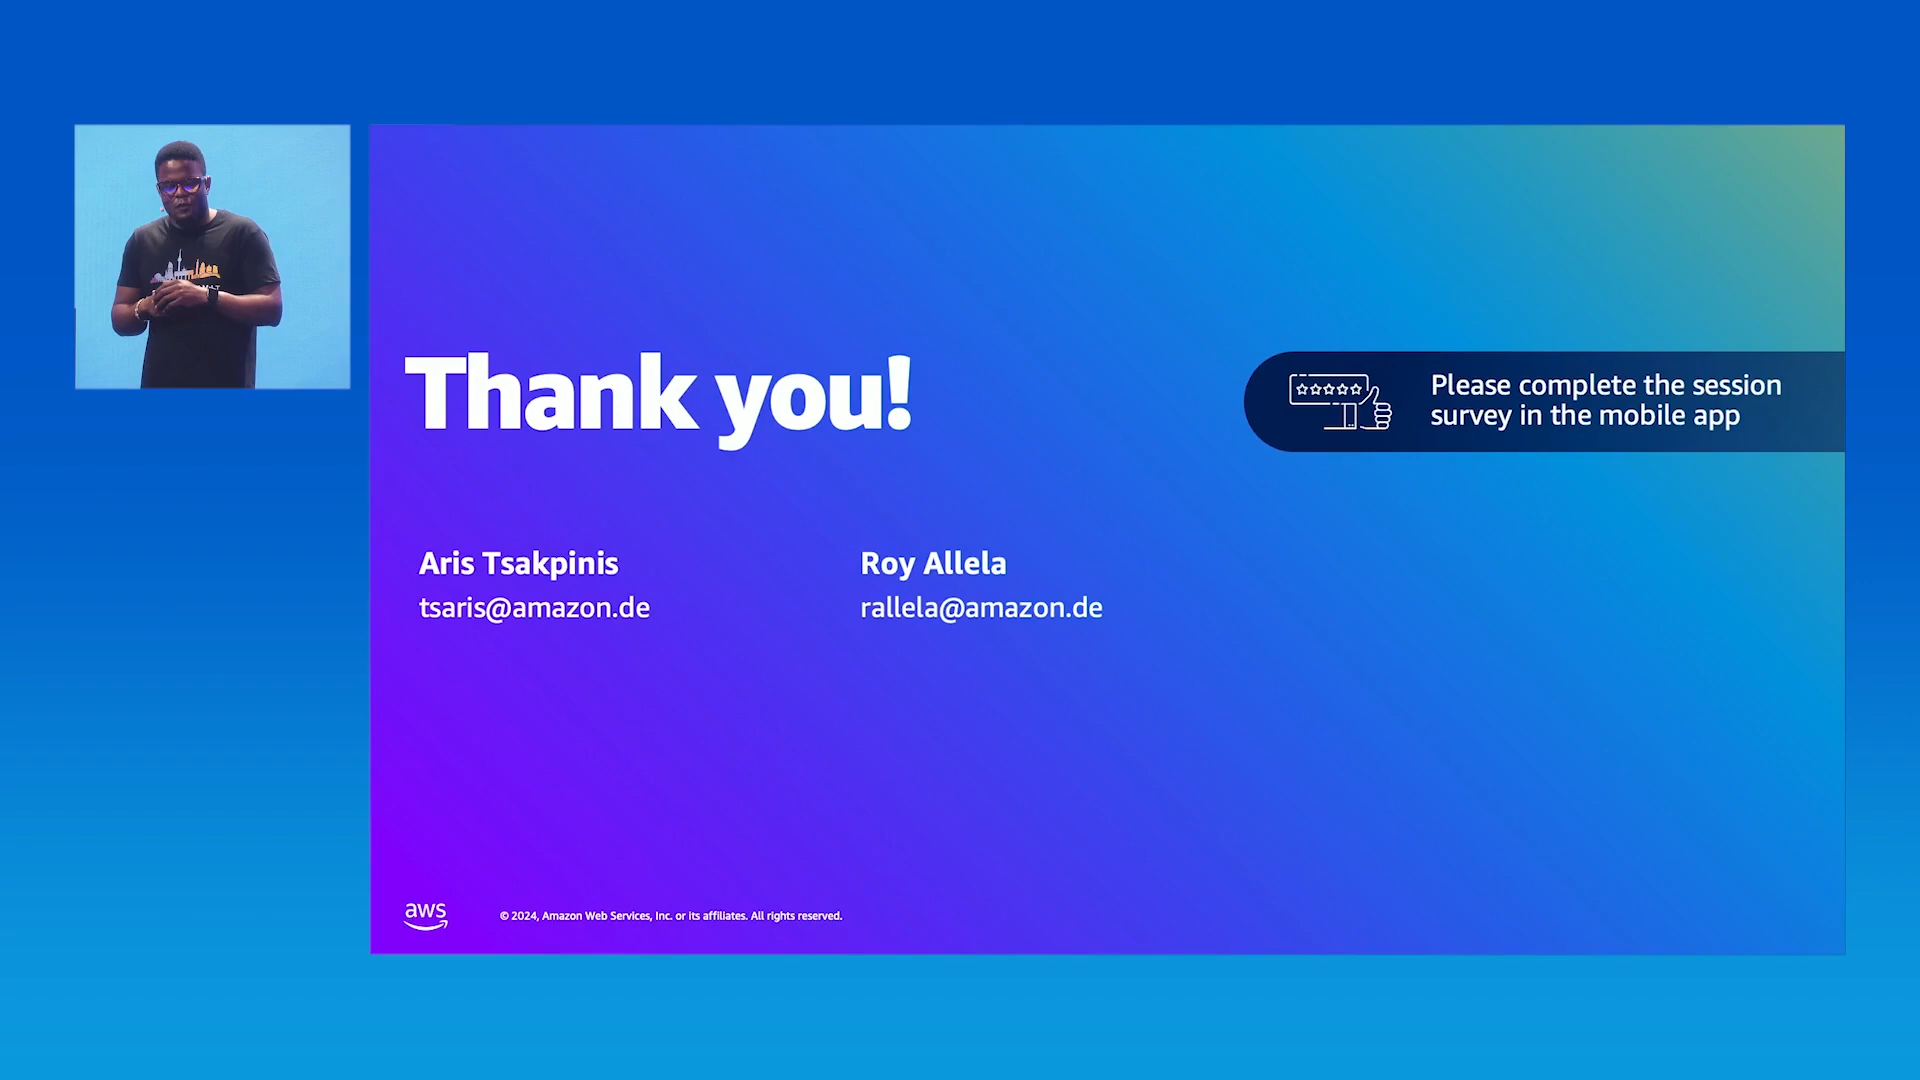 Thank you!
Please complete the session
survey in the mobile app
Aris Tsakpinis
tsaris@amazon.de
Roy Allela
rallela@amazon.de
aws
© 2024, Amazon Web Services, Inc. or its affiliates. All rights reserved.